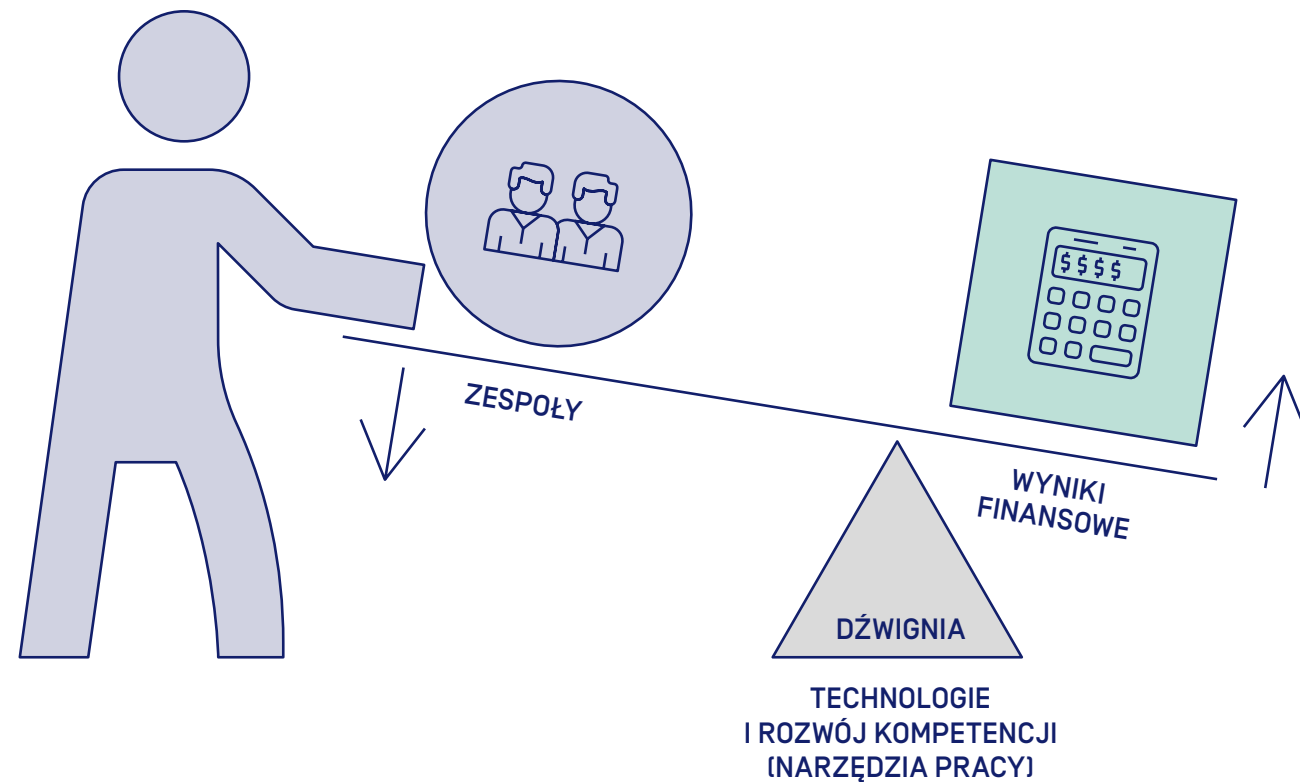 $$$$
ZESPOŁY
WYNIKI
FINANSOWE
DŹWIGNIA
TECHNOLOGIE
I ROZWÓJ KOMPETENCJI
(NARZĘDZIA PRACY)